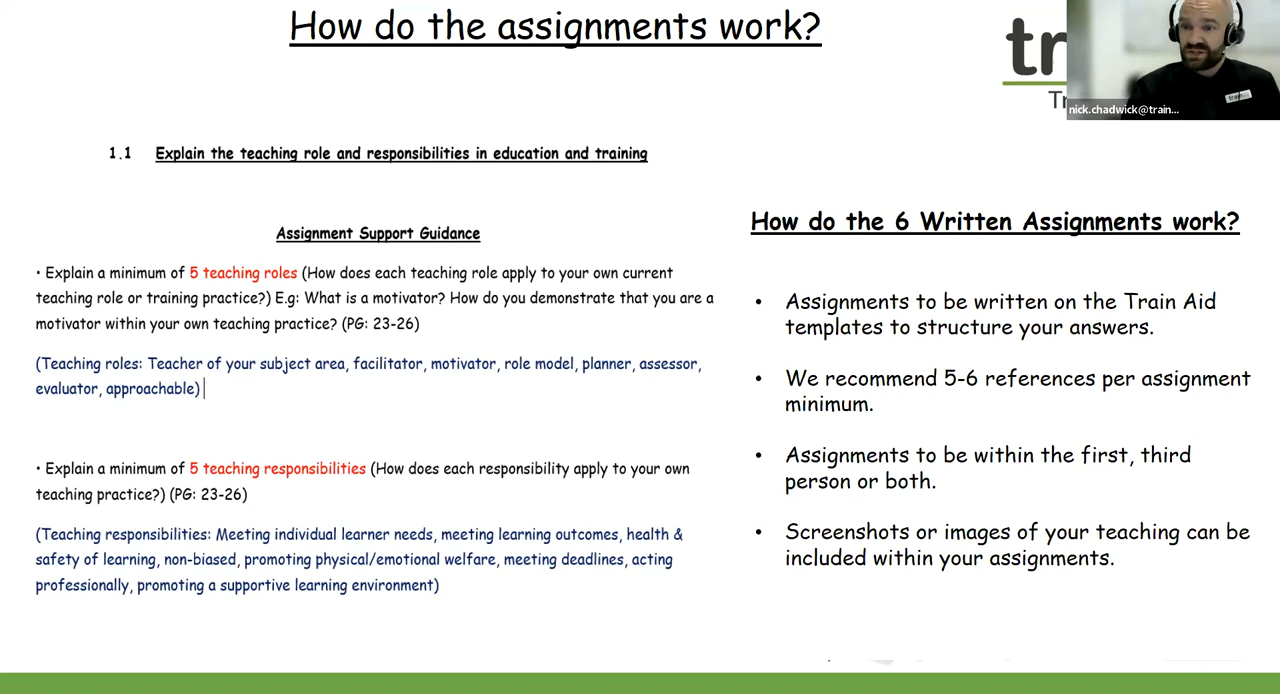 How do the assignments work?
tr
Tr
train
nick.chadwick@train...
1.1 Explain the teaching role and responsibilities in education and training
Assignment Support Guidance
• Explain a minimum of 5 teaching roles (How does each teaching role apply to your own current
teaching role or training practice?) E.g: What is a motivator? How do you demonstrate that you are a
motivator within your own teaching practice? (PG: 23-26)
(Teaching roles: Teacher of your subject area, facilitator, motivator, role model, planner, assessor,
evaluator, approachable)
• Explain a minimum of 5 teaching responsibilities (How does each responsibility apply to your own
teaching practice?) (PG: 23-26)
(Teaching responsibilities: Meeting individual learner needs, meeting learning outcomes, health &
safety of learning, non-biased, promoting physical/emotional welfare, meeting deadlines, acting
professionally, promoting a supportive learning environment)
How do the 6 Written Assignments work?
• Assignments to be written on the Train Aid
templates to structure your answers.
• We recommend 5-6 references per assignment
minimum.
• Assignments to be within the first, third
person or both.
• Screenshots or images of your teaching can be
included within your assignments.